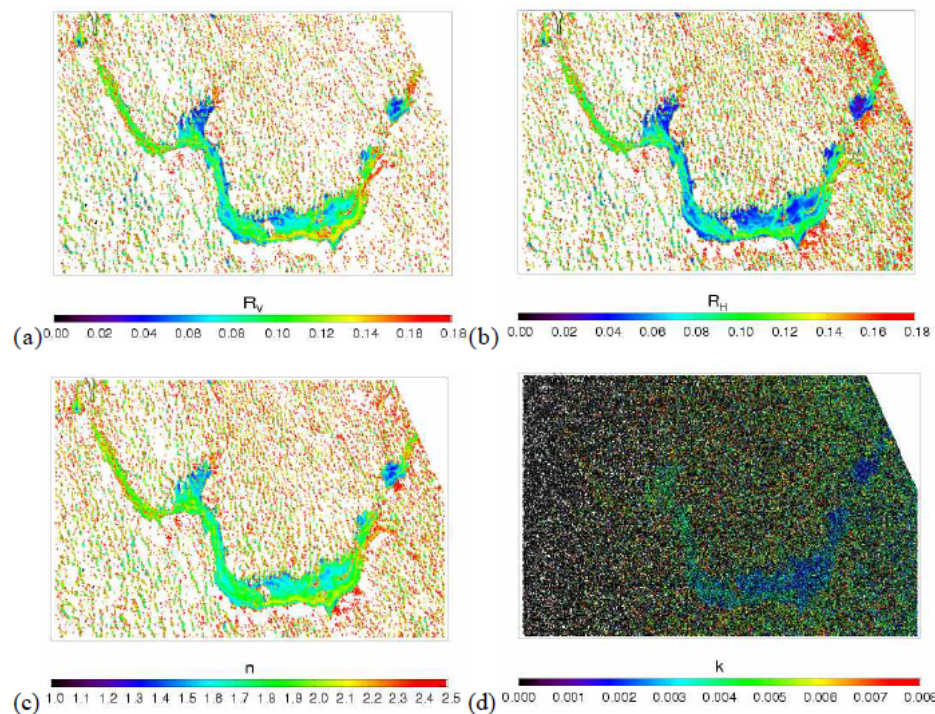 R_V
0.00 0.02 0.04 0.06 0.08 0.10 0.12 0.14 0.16 0.18
(a)
R_H
0.00 0.02 0.04 0.06 0.08 0.10 0.12 0.14 0.16 0.18
(b)
n
1.0 1.1 1.2 1.3 1.4 1.5 1.6 1.7 1.8 1.9 2.0 2.1 2.2 2.3 2.4 2.5
(c)
k
0.000 0.001 0.002 0.003 0.004 0.005 0.006 0.007 0.008
(d)